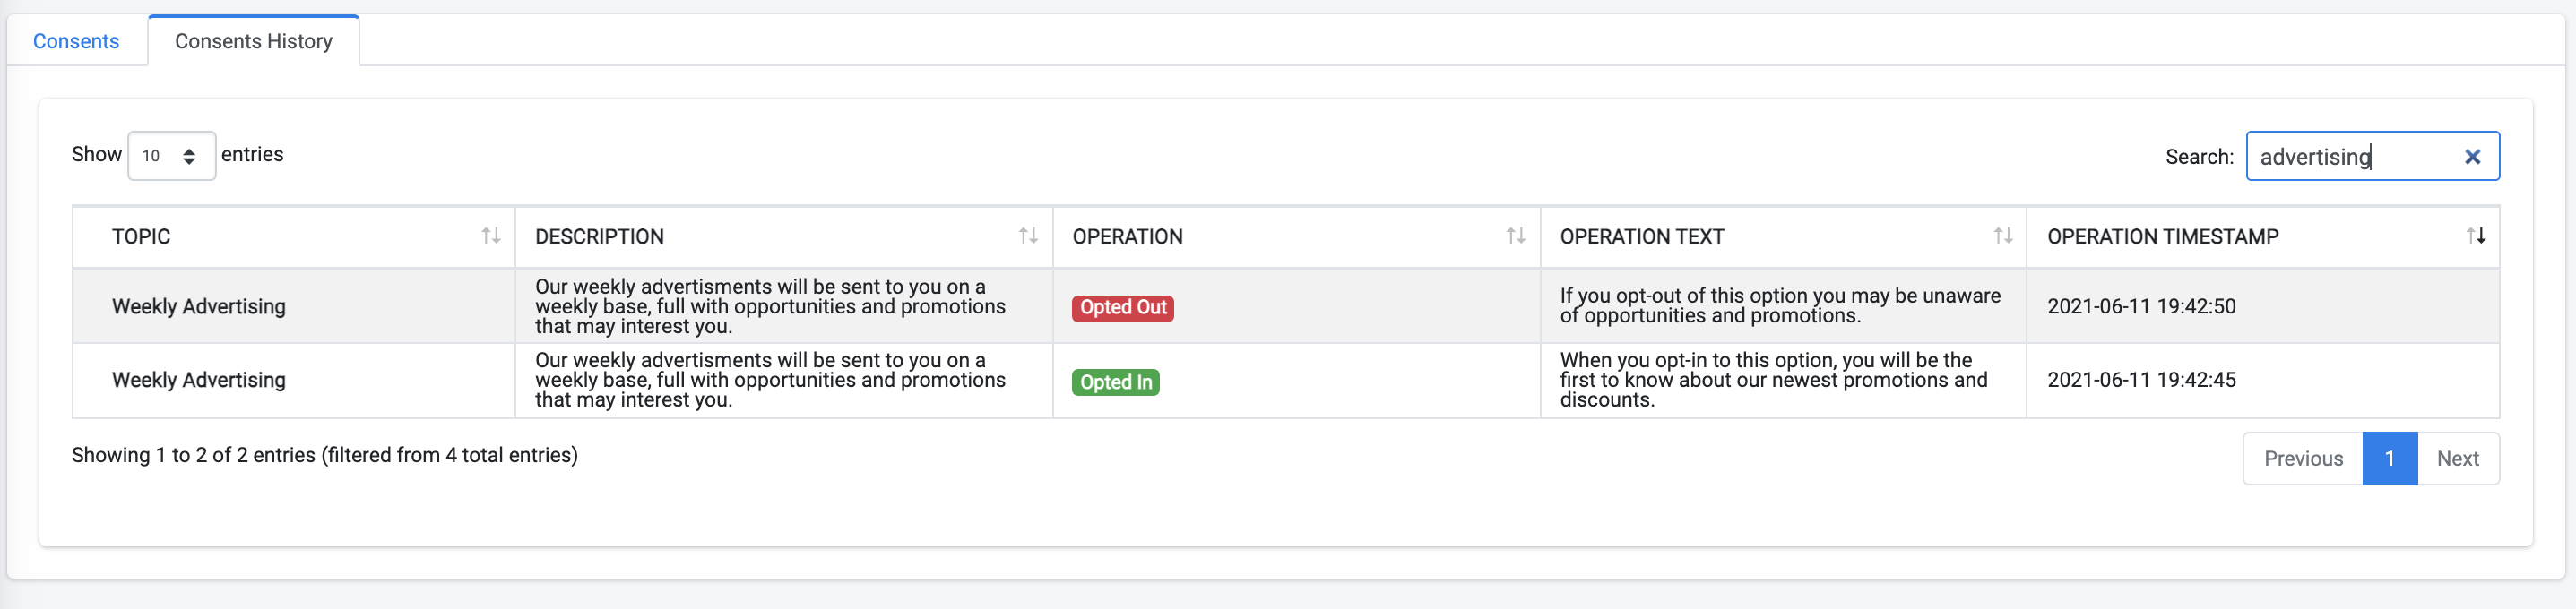 Consents
Consents History
Show 10 entries
Search: advertising
TOPIC
DESCRIPTION
OPERATION
OPERATION TEXT
OPERATION TIMESTAMP
Weekly Advertising
Our weekly advertisments will be sent to you on a
weekly base, full with opportunities and promotions
that may interest you.
Opted Out
If you opt-out of this option you may be unaware
of opportunities and promotions.
2021-06-11 19:42:50
Weekly Advertising
Our weekly advertisments will be sent to you on a
weekly base, full with opportunities and promotions
that may interest you.
Opted In
When you opt-in to this option, you will be the
first to know about our newest promotions and
discounts.
2021-06-11 19:42:45
Showing 1 to 2 of 2 entries (filtered from 4 total entries)
Previous 1 Next